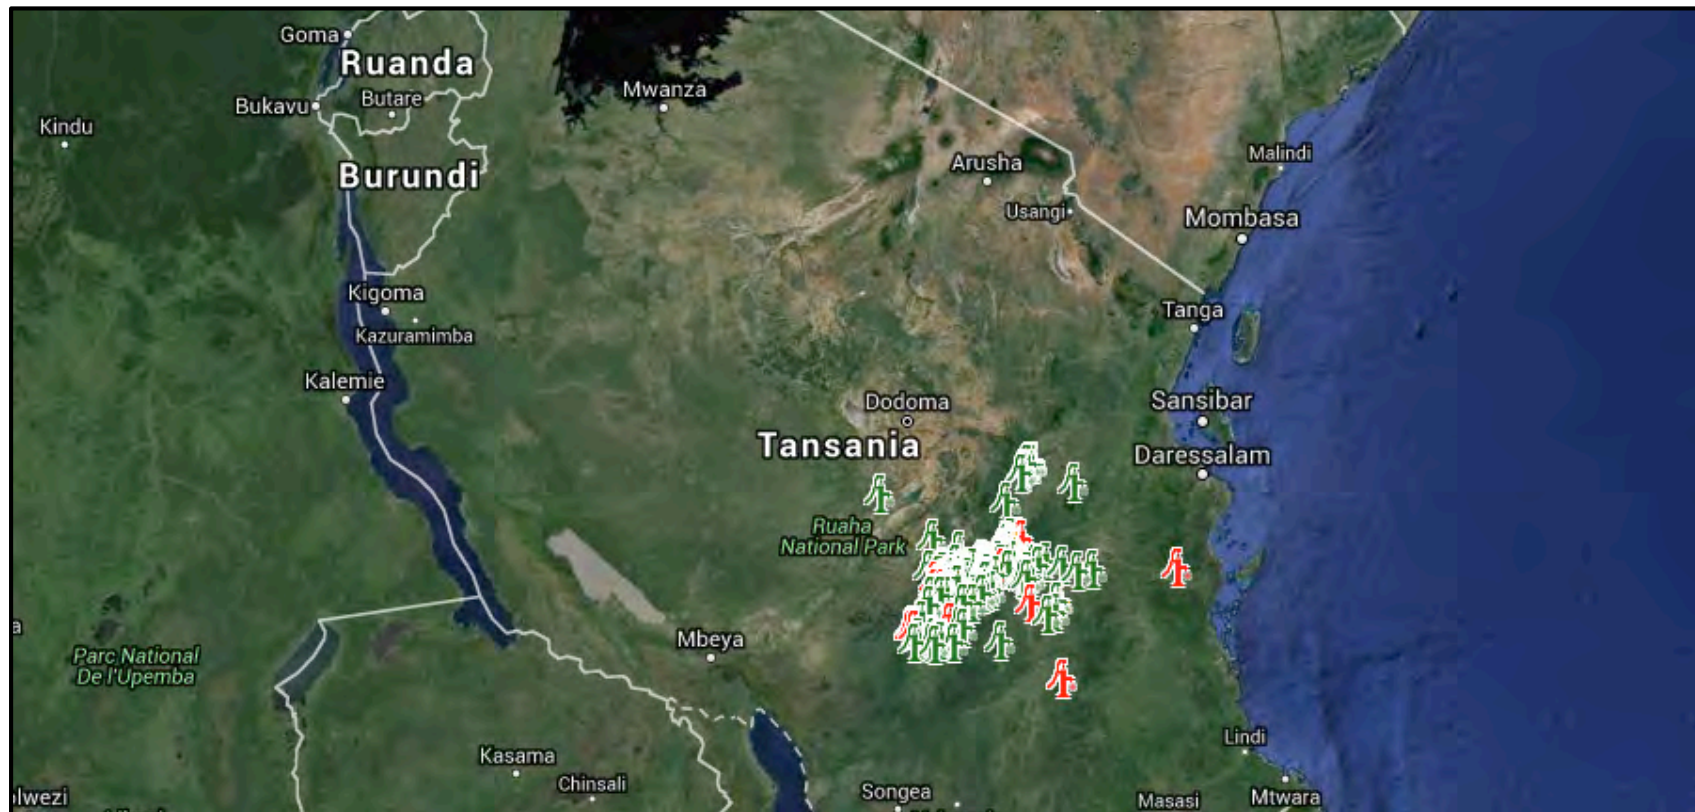 Goma
Ruanda
Bukavu
Butare
Kindu
Mwanza
Burundi
Arusha
Usangi
Malindi
Mombasa
Kigoma
Kazuramimba
Tanga
Kalemie
Dodoma
Sansibar
Tansania
Daressalam
Ruaha
National Park
Mbeya
Parc National
De l'Upemba
Kasama
Chinsali
Lindi
Songea
Masasi
Mtwara
olwezi